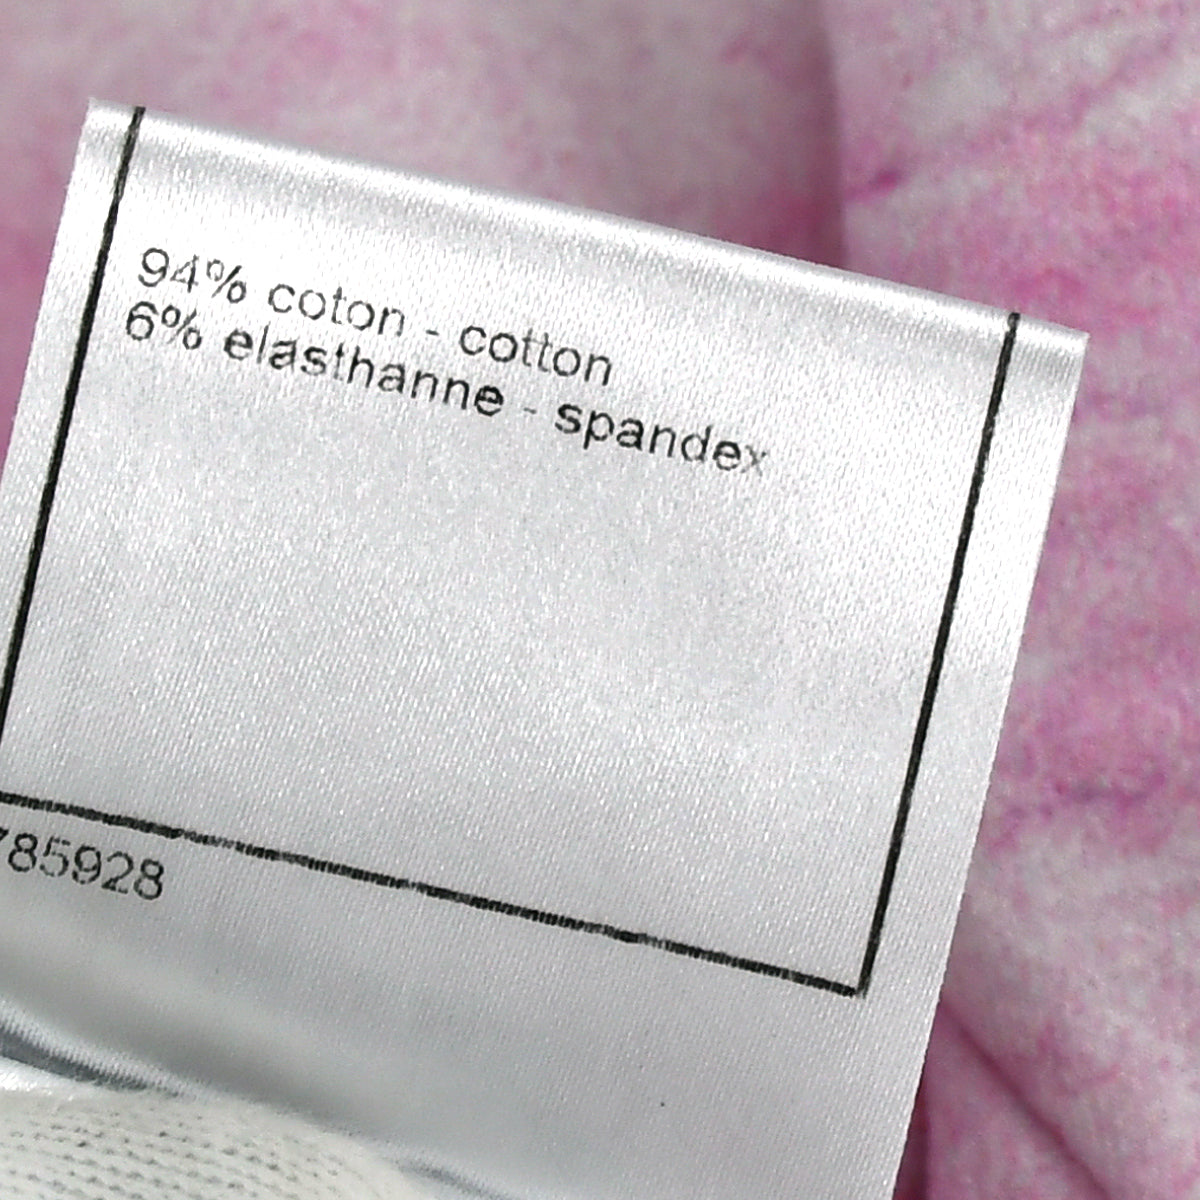 94% coton - cotton
6% elasthanne - spandex
785928